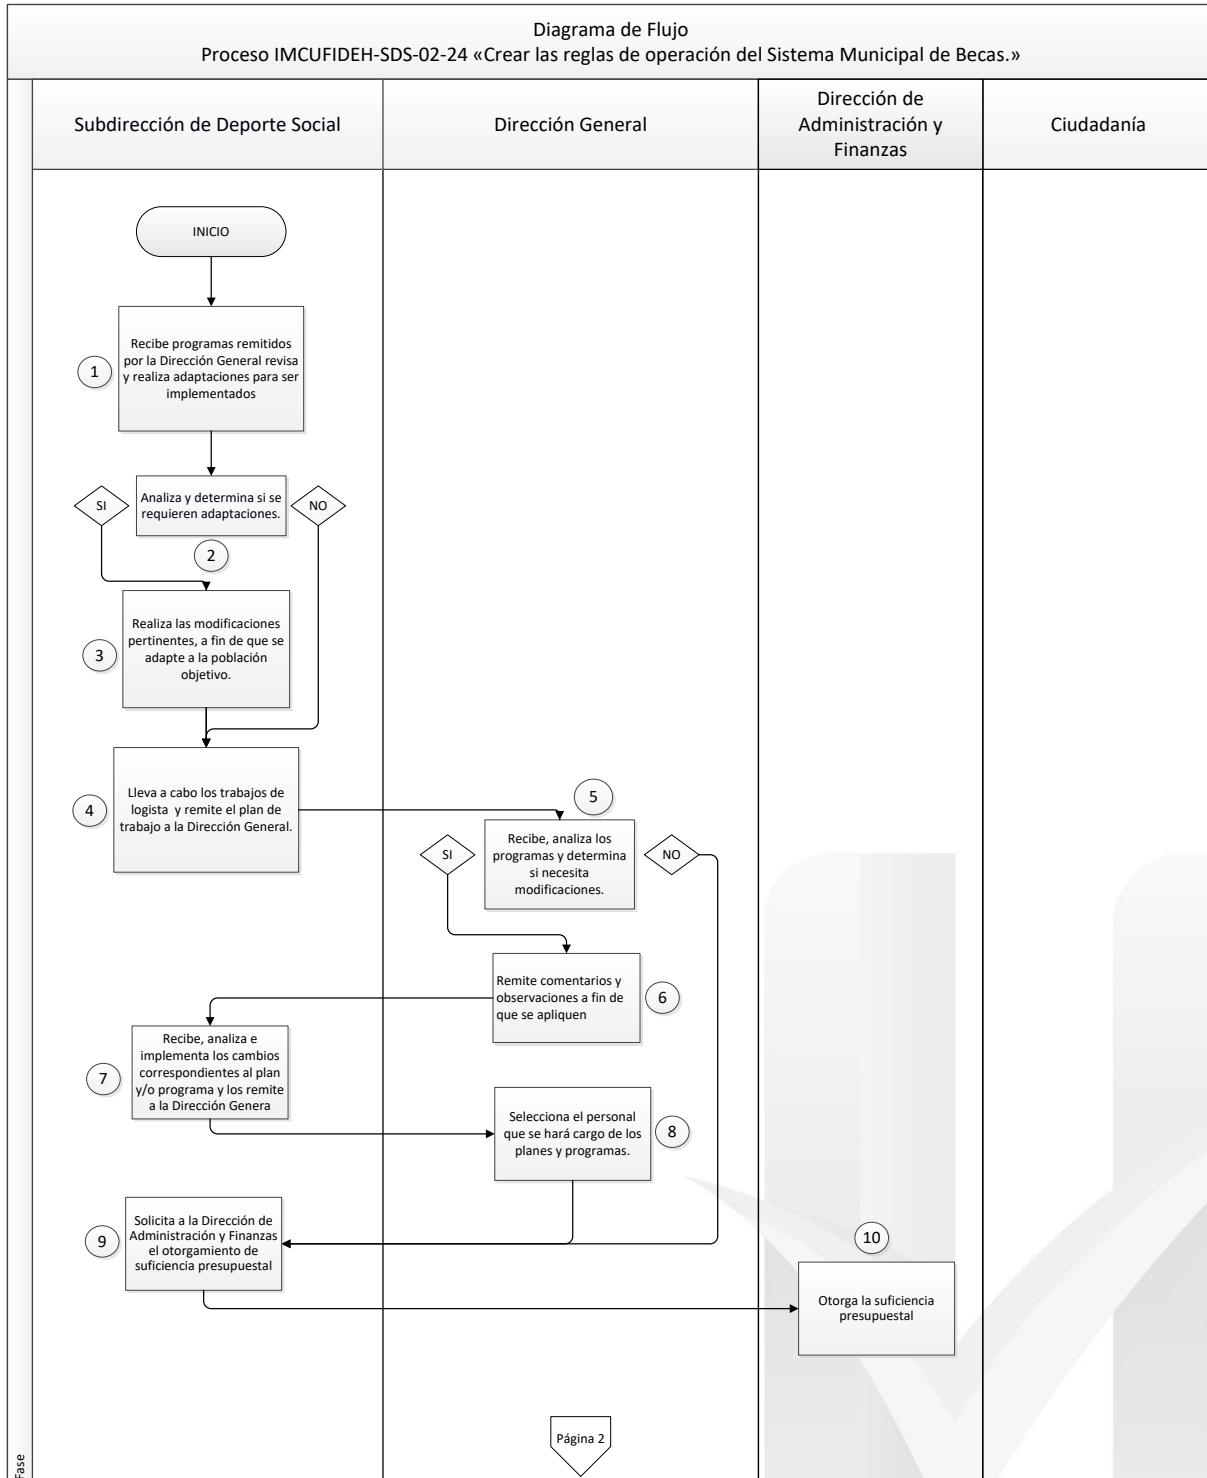 Diagrama de Flujo
Proceso IMCUFIDEH-SDS-02-24 «Crear las reglas de operación del Sistema Municipal de Becas.»
Subdirección de Deporte Social
Dirección General
Dirección de
Administración y
Finanzas
Ciudadanía
INICIO
1
Recibe programas remitidos
por la Dirección General revisa
y realiza adaptaciones para ser
implementados
SI
Analiza y determina si se
requieren adaptaciones.
NO
2
3
Realiza las modificaciones
pertinentes, a fin de que se
adapte a la población
objetivo.
4
Lleva a cabo los trabajos de
logista y remite el plan de
trabajo a la Dirección General.
5
SI
Recibe, analiza los
programas y determina
si necesita
modificaciones.
NO
Remite comentarios y
observaciones a fin de
que se apliquen
6
7
Recibe, analiza e
implementa los cambios
correspondientes al plan
y/o programa y los remite
a la Dirección Genera
Selecciona el personal
que se hará cargo de los
planes y programas.
8
9
Solicita a la Dirección de
Administración y Finanzas
el otorgamiento de
suficiencia presupuestal
10
Otorga la suficiencia
presupuestal
Página 2
Fase